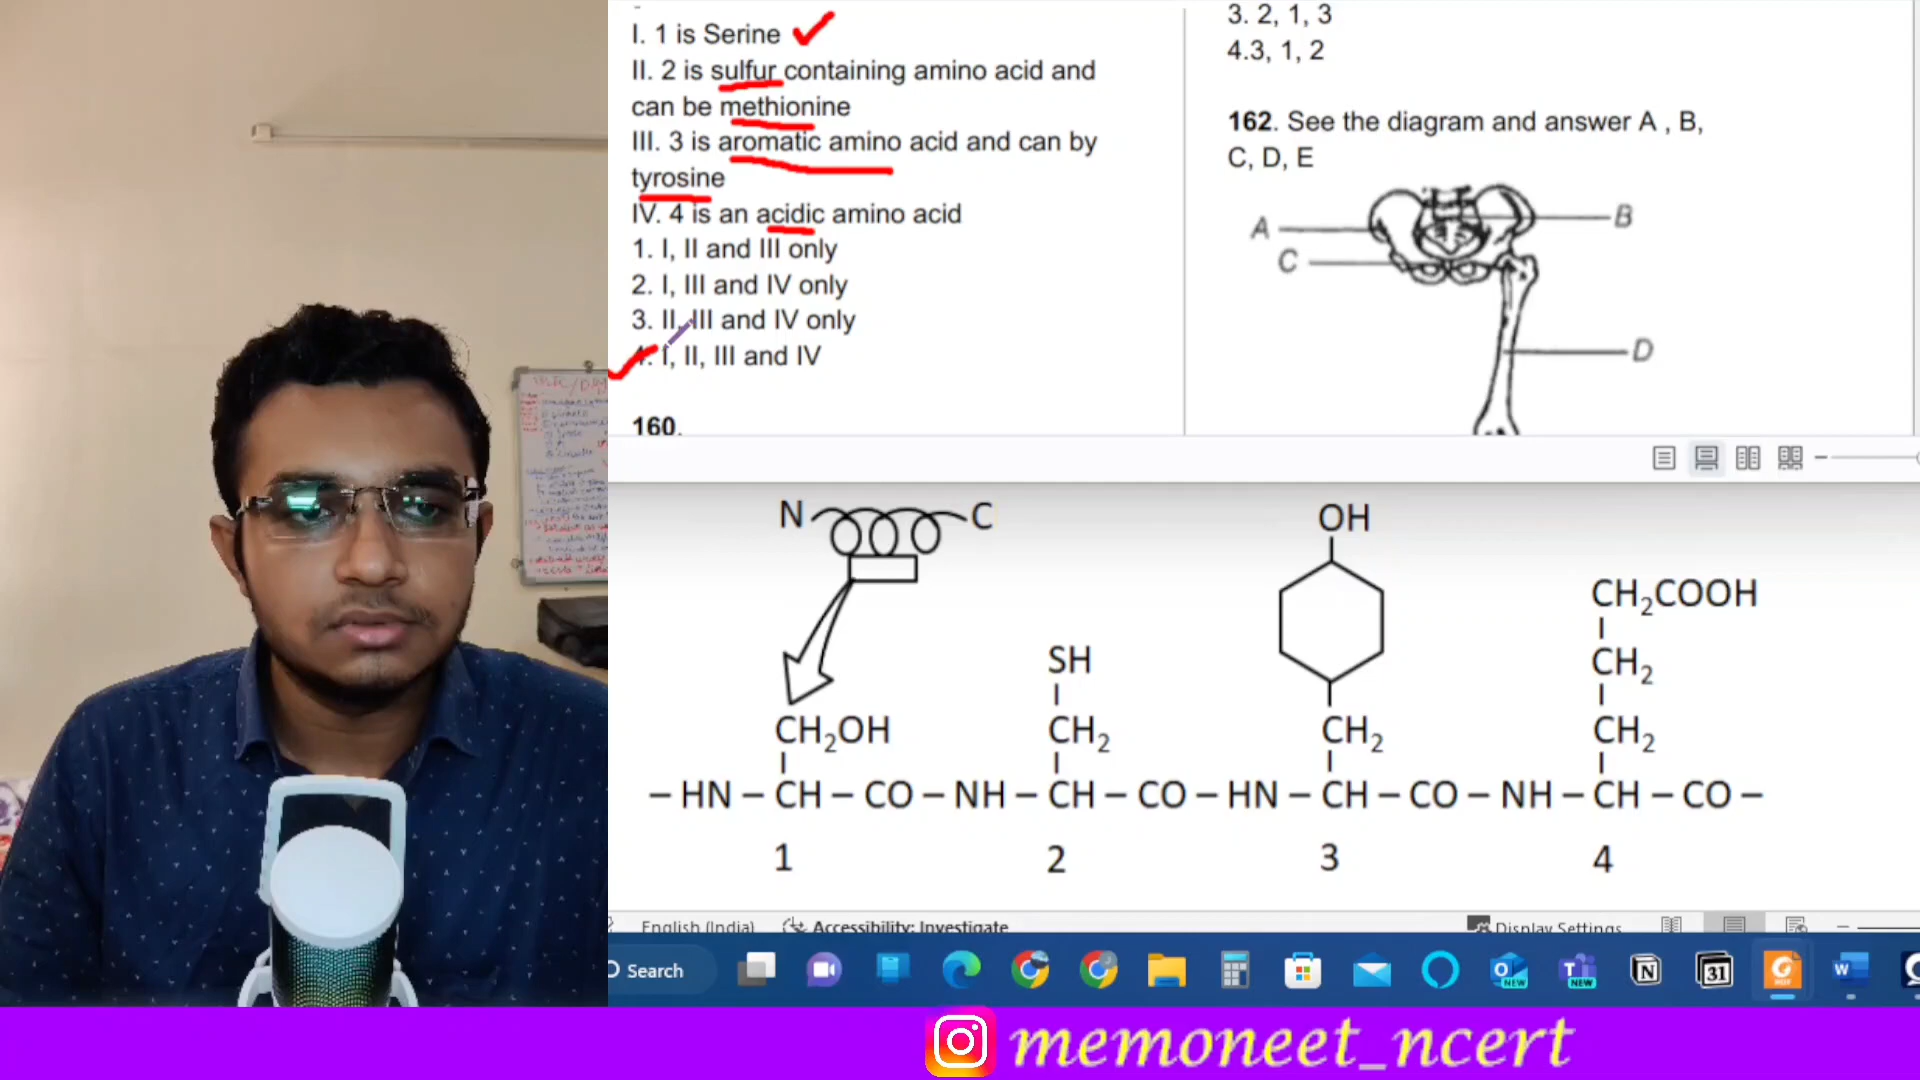 I. 1 is Serine
II. 2 is sulfur containing amino acid and
can be methionine
III. 3 is aromatic amino acid and can by
tyrosine
IV. 4 is an acidic amino acid
1. I, II and III only
2. I, III and IV only
3. II, III and IV only
4. I, II, III and IV
160.
3. 2, 1, 3
4.3, 1, 2
162. See the diagram and answer A , B,
C, D, E
A
B
C
D
N C
OH
CH2COOH
SH
CH2
CH2OH
CH2
CH2
CH2
– HN – CH – CO – NH – CH – CO – HN – CH – CO – NH – CH – CO –
1 2 3 4
English (India)
Accessibility: Investigate
Display Settings
Search
NEW
NEW
31
memoneet_ncert